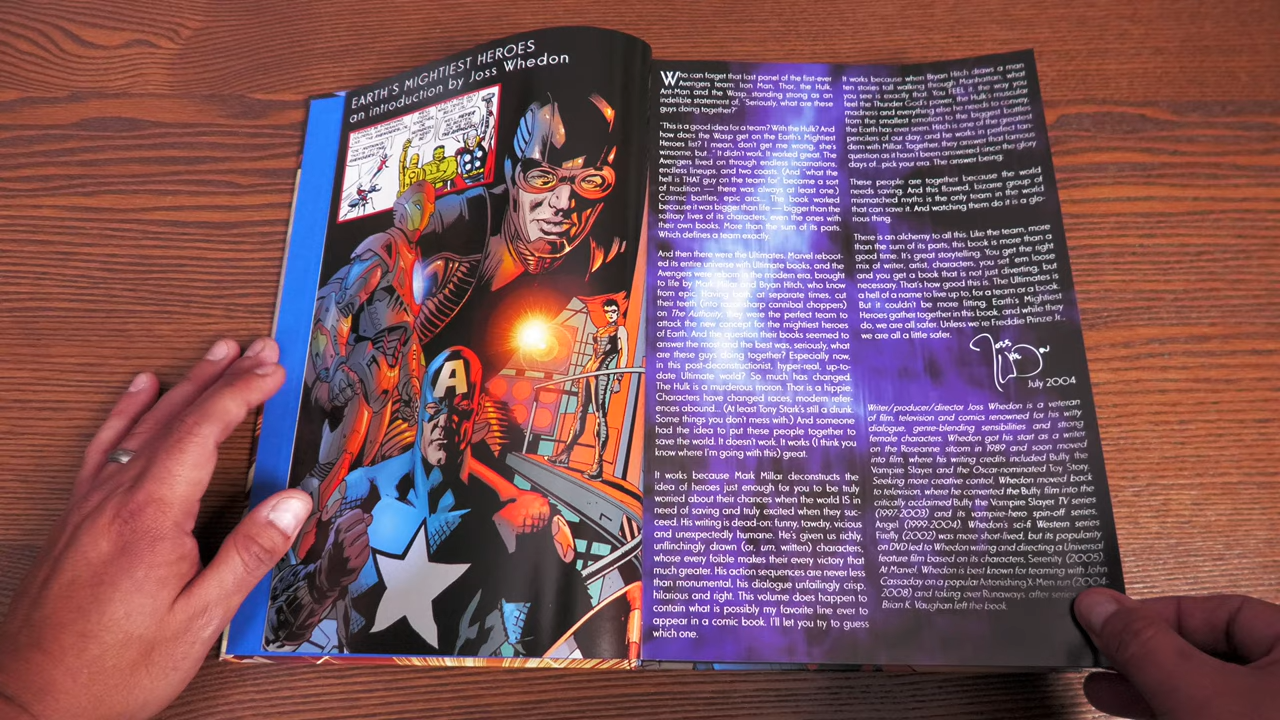 EARTH'S MIGHTIEST HEROES
an introduction by Joss Whedon
A
Who can forget that last panel of the first-ever
Avengers team: Iron Man, Thor, the Hulk,
Ant-Man and the Wasp...standing strong as an
indelible statement of, "Seriously, what are these
guys doing together?"
"This is a good idea for a team? With the Hulk? And
how does the Wasp get on the Earth's Mightiest
Heroes list? I mean, don't get me wrong, she's
winsome, but..." It didn't work. It worked great. The
Avengers lived on through endless incarnations,
endless lineups, and two coasts. (And "what the
hell is THAT guy on the team for" became a sort
of tradition — there was always at least one.)
Cosmic battles, epic arcs... The book worked
because it was bigger than life — bigger than the
solitary lives of its characters, even the ones with
their own books. More than the sum of its parts.
Which defines a team exactly.
And then there were the Ultimates. Marvel reboot-
ed its entire universe with Ultimate books, and the
Avengers were reborn in the modern era, brought
to life by Mark Millar and Bryan Hitch, who know
from epic. Having both, at separate times, cut
their teeth (into razor-sharp cannibal choppers)
on The Authority, they were the perfect team to
attack the new concept for the mightiest heroes
of Earth. And the question their books seemed to
answer the most and the best was, seriously, what
are these guys doing together? Especially now,
in this post-deconstructionist, hyper-real, up-to-
date Ultimate world? So much has changed.
The Hulk is a murderous moron. Thor is a hippie.
Characters have changed races, modern refer-
ences abound... (At least Tony Stark's still a drunk.
Some things you don't mess with.) And someone
had the idea to put these people together to
save the world. It doesn't work. It works (I think you
know where I'm going with this) great.
It works because Mark Millar deconstructs the
idea of heroes just enough for you to be truly
worried about their chances when the world IS in
need of saving and truly excited when they suc-
ceed. His writing is dead-on: funny, tawdry, vicious
and unexpectedly humane. He's given us richly,
unflinchingly drawn (or, um, written) characters,
whose every foible makes their every victory that
much greater. His action sequences are never less
than monumental, his dialogue unfailingly crisp,
hilarious and right. This volume does happen to
contain what is possibly my favorite line ever to
appear in a comic book. I'll let you try to guess
which one.
It works because when Bryan Hitch draws a man
ten stories tall walking through Manhattan, what
you see is exactly that. You FEEL it, the way you
feel the Thunder God's power, the Hulk's muscular
madness and everything else he needs to convey,
from the smallest emotion to the biggest battles
the Earth has ever seen. Hitch is one of the greatest
pencilers of our day, and he works in perfect tan-
dem with Millar. Together, they answer that famous
question as it hasn't been answered since the glory
days of...pick your era. The answer being:
These people are together because the world
needs saving. And this flawed, bizarre group of
mismatched myths is the only team in the world
that can save it. And watching them do it is a glo-
rious thing.
There is an alchemy to all this. Like the team, more
than the sum of its parts, this book is more than a
good time. It's great storytelling. You get the right
mix of writer, artist, characters, you set 'em loose
and you get a book that is not just diverting, but
necessary. That's how good this is. The Ultimates is
a hell of a name to live up to, for a team or a book.
But it couldn't be more fitting. Earth's Mightiest
Heroes gather together in this book, and while they
do, we are all safer. Unless we're Freddie Prinze Jr...
we are all a little safer.
July 2004
Writer/producer/director Joss Whedon is a veteran
of film, television and comics renowned for his witty
dialogue, genre-blending sensibilities and strong
female characters. Whedon got his start as a writer
on the Roseanne sitcom in 1989 and soon moved
into film, where his writing credits included Buffy the
Vampire Slayer and the Oscar-nominated Toy Story.
Seeking more creative control, Whedon moved back
to television, where he converted the Buffy film into the
critically acclaimed Buffy the Vampire Slayer TV series
(1997-2003) and its vampire-hero spin-off series,
Angel (1999-2004). Whedon's sci-fi Western series
Firefly (2002) was more short-lived, but its popularity
on DVD led to Whedon writing and directing a Universal
feature film based on its characters, Serenity (2005).
At Marvel, Whedon is best known for teaming with John
Cassaday on a popular Astonishing X-Men run (2004-
2008) and taking over Runaways after series
Brian K. Vaughan left the book.